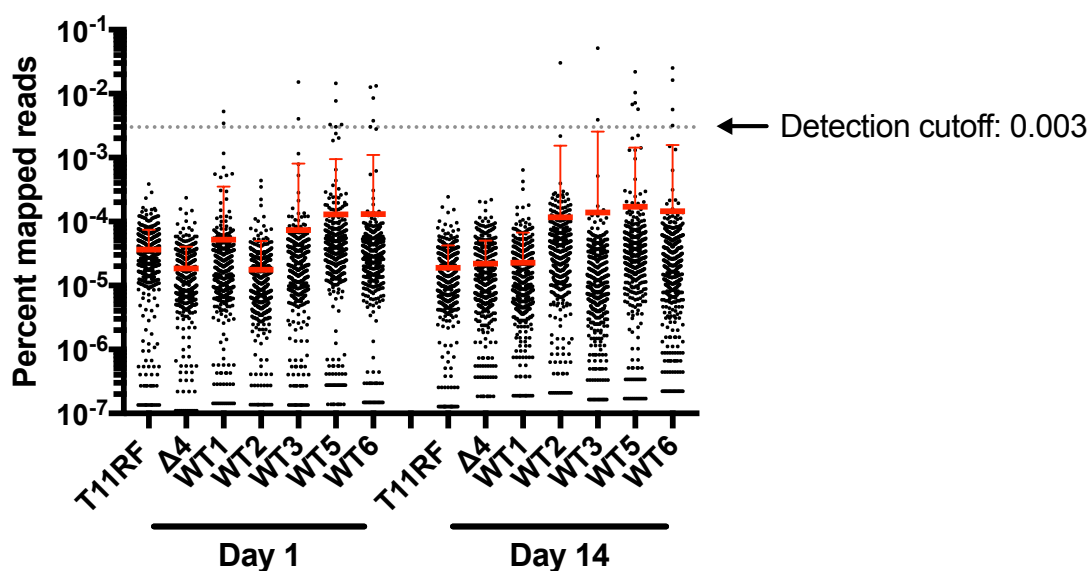 Percent mapped reads
10-1
10-2
10-3
10-4
10-5
10-6
10-7
Detection cutoff: 0.003
T11RF
Δ4
WT1
WT2
WT3
WT5
WT6
T11RF
Δ4
WT1
WT2
WT3
WT5
WT6
Day 1
Day 14